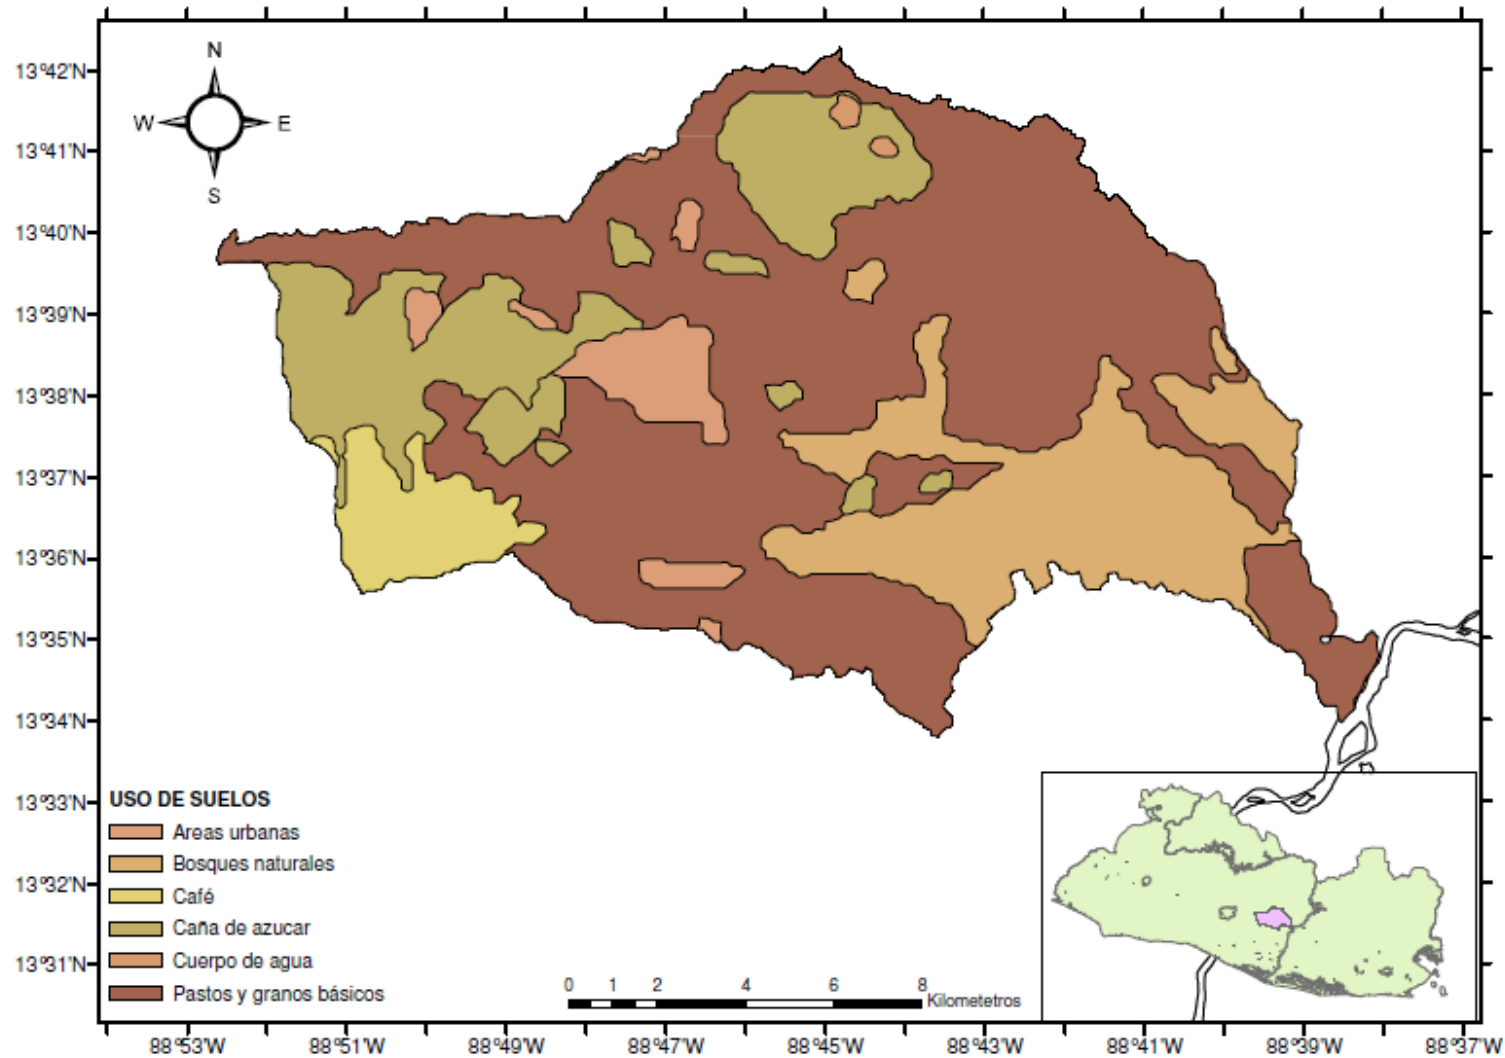 N
W E
S
13°42'N
13°41'N
13°40'N
13°39'N
13°38'N
13°37'N
13°36'N
13°35'N
13°34'N
13°33'N
13°32'N
13°31'N
USO DE SUELOS
Areas urbanas
Bosques naturales
Café
Caña de azucar
Cuerpo de agua
Pastos y granos básicos
0 1 2 4 6 8
Kilometetros
88°53'W 88°51'W 88°49'W 88°47'W 88°45'W 88°43'W 88°41'W 88°39'W 88°37'W